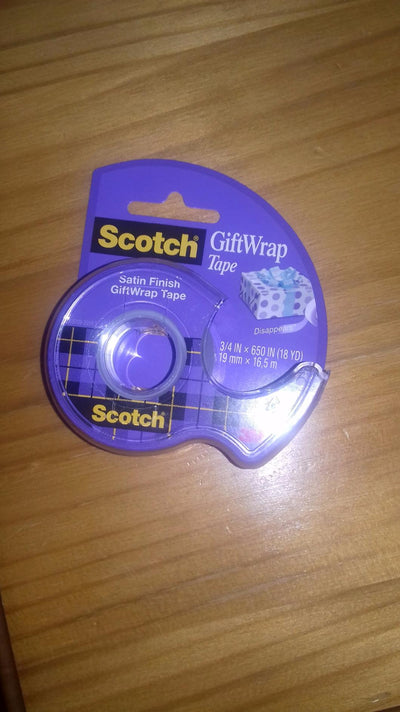 Scotch®
GiftWrap
Tape
Satin Finish
GiftWrap Tape
3/4 IN × 650 IN (18 YD)
19 mm × 16,5 m
Scotch